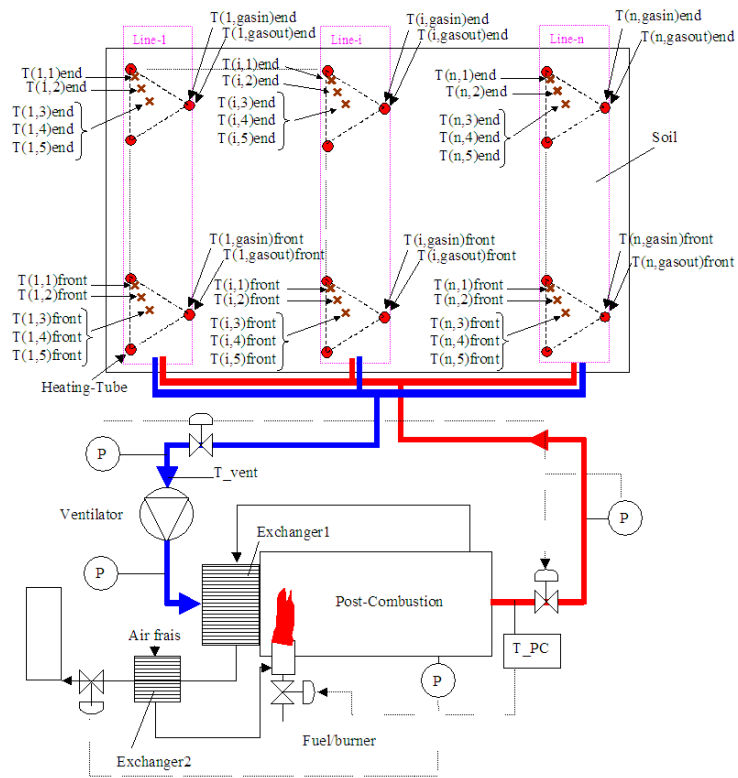 T(1,gasin)end
T(1,gasout)end
T(i,gasin)end
T(i,gasout)end
T(n,gasin)end
T(n,gasout)end
Line-1
Line-i
Line-n
T(1,1)end
T(1,2)end
T(1,3)end
T(1,4)end
T(1,5)end
T(i,1)end
T(i,2)end
T(i,3)end
T(i,4)end
T(i,5)end
T(n,1)end
T(n,2)end
T(n,3)end
T(n,4)end
T(n,5)end
Soil
T(1,gasin)front
T(1,gasout)front
T(i,gasin)front
T(i,gasout)front
T(n,gasin)front
T(n,gasout)front
T(1,1)front
T(1,2)front
T(1,3)front
T(1,4)front
T(1,5)front
T(i,1)front
T(i,2)front
T(i,3)front
T(i,4)front
T(i,5)front
T(n,1)front
T(n,2)front
T(n,3)front
T(n,4)front
T(n,5)front
Heating-Tube
P
T_vent
Ventilator
P
P
Exchanger1
Post-Combustion
Air frais
T_PC
P
Fuel/burner
Exchanger2